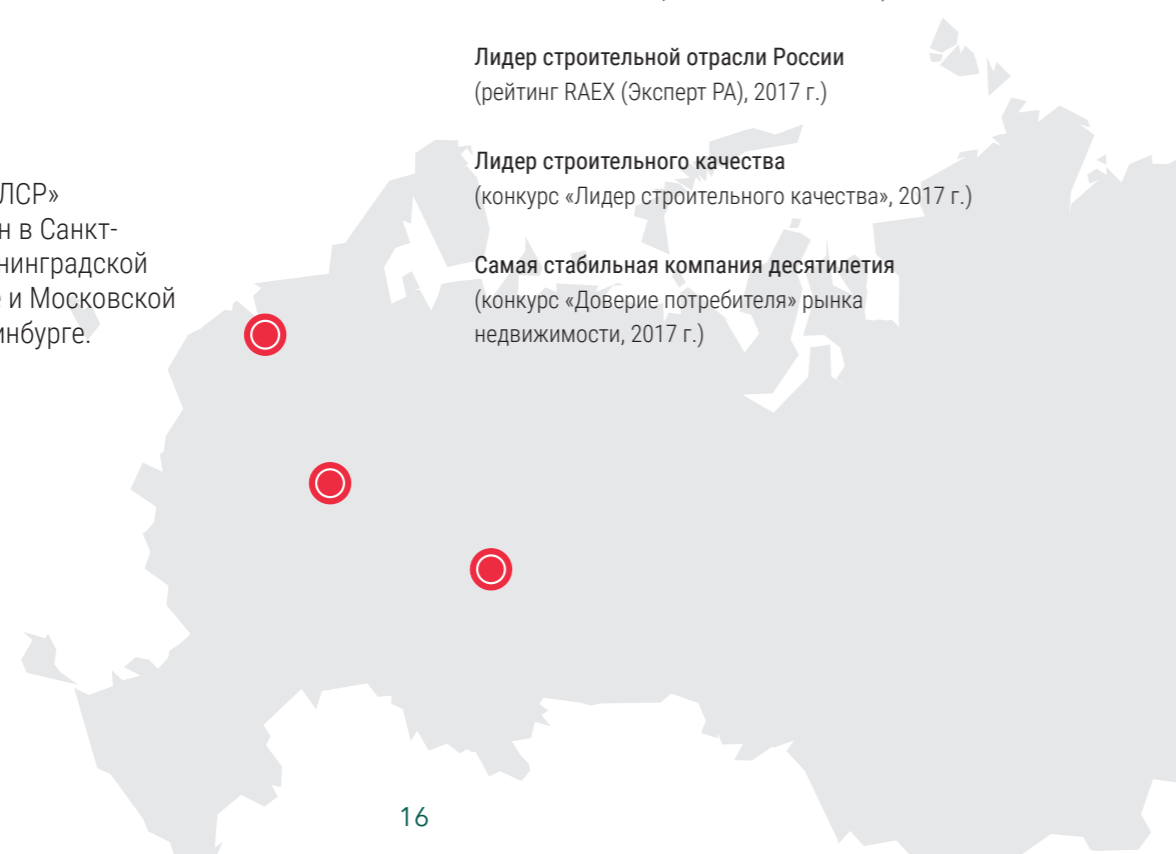 Лидер строительной отрасли России
(рейтинг RAEX (Эксперт РА), 2017 г.)
Лидер строительного качества
(конкурс «Лидер строительного качества», 2017 г.)
Самая стабильная компания десятилетия
(конкурс «Доверие потребителя» рынка
недвижимости, 2017 г.)
ЛСР»
н в Санкт-
нинградской
е и Московской
инбурге.
16